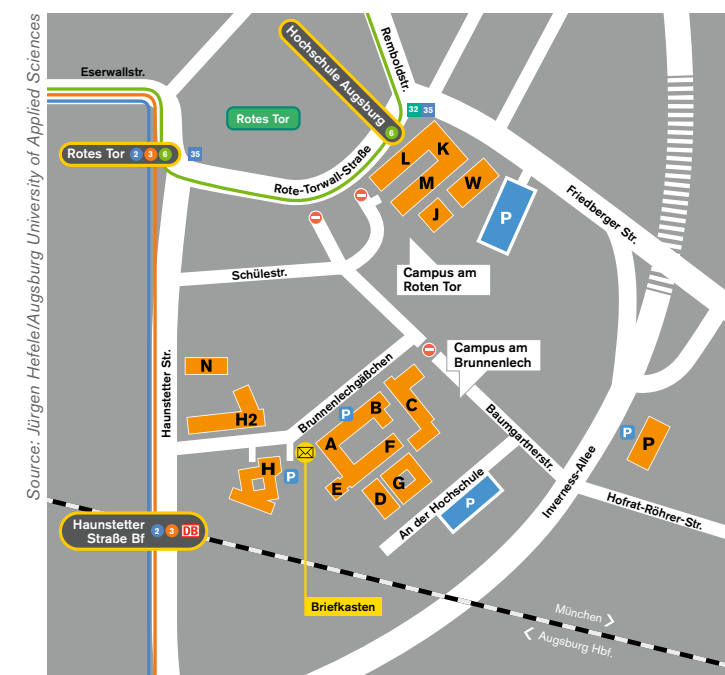 Source: Jürgen Hefele/Augsburg University of Applied Sciences
Eserwallstr.
Hochschule Augsburg 6
Remboldstr.
32 35
Rotes Tor
Rotes Tor 2 3 6
35
Rote-Torwall-Straße
L
K
M
W
J
P
Friedberger Str.
Schülestr.
Campus am
Roten Tor
Campus am
Brunnenlech
Haunstetter Str.
N
H2
Brunnenlechgäßchen
P
B
C
A
F
H
P
E
D
G
Baumgartnerstr.
An der Hochschule
P
P
P
Inverness-Allee
Hofrat-Röhrer-Str.
Haunstetter
Straße Bf 2 3 DB
Briefkasten
München
Augsburg Hbf.